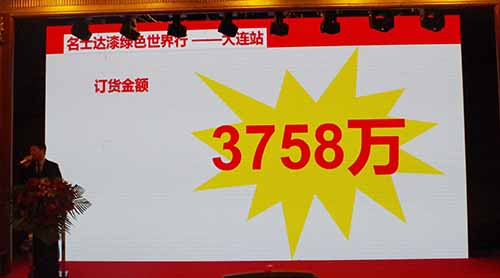 名士达漆绿色世界行 ——大连站
订货金额
3758万